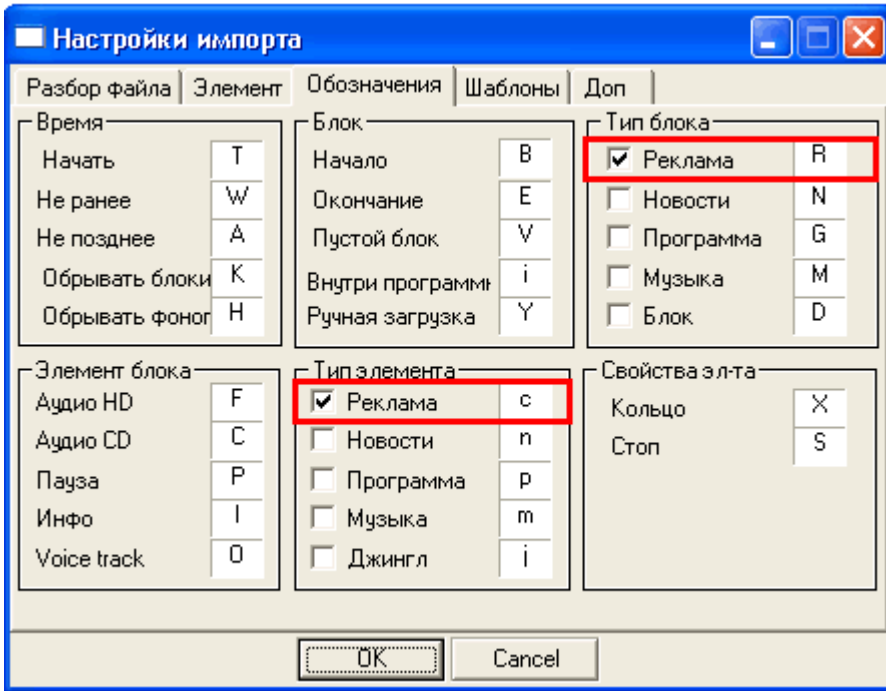 Настройки импорта
Разбор файла Элемент Обозначения Шаблоны Доп
Время
Начать T
Не ранее W
Не позднее A
Обрывать блоки K
Обрывать фоног H
Блок
Начало B
Окончание E
Пустой блок V
Внутри программы i
Ручная загрузка Y
Тип блока
Реклама R
Новости N
Программа G
Музыка M
Блок D
Элемент блока
Аудио HD F
Аудио CD C
Пауза P
Инфо I
Voice track O
Тип элемента
Реклама c
Новости n
Программа p
Музыка m
Джингл j
Свойства эл-та
Кольцо X
Стоп S
OK Cancel